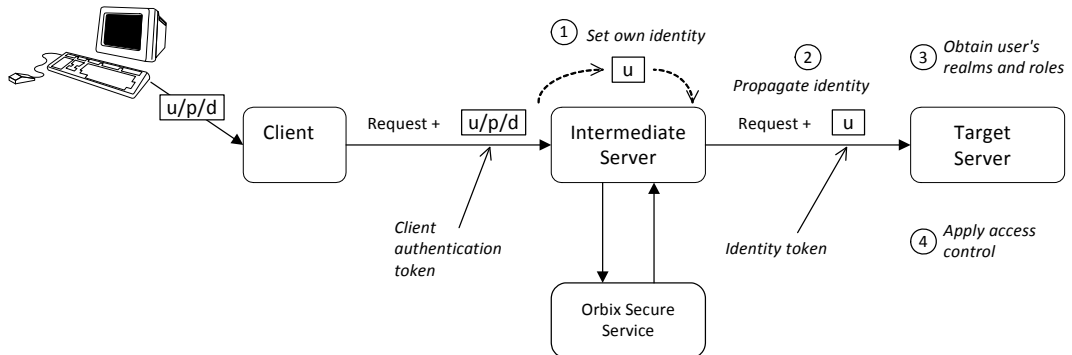 u/p/d
Client
Request +
u/p/d
Client
authentication
token
1
Set own identity
u
Intermediate
Server
Orbix Secure
Service
2
Propagate identity
Request +
u
Identity token
3
Obtain user's
realms and roles
Target
Server
4
Apply access
control